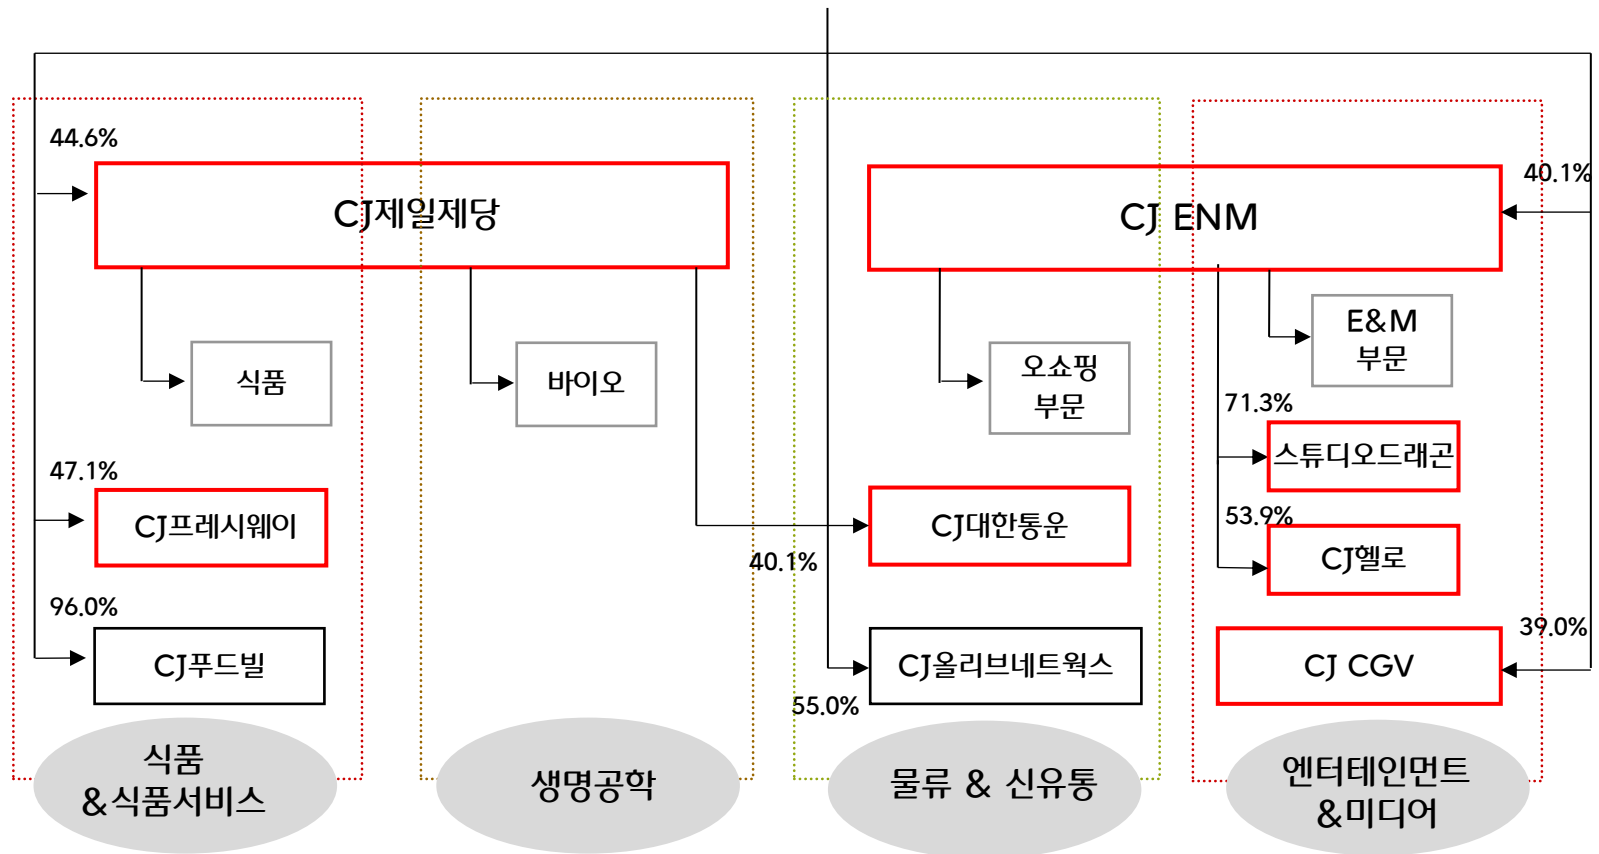 44.6%
40.1%
CJ제일제당
CJ ENM
E&M
부문
식품
바이오
오쇼핑
부문
71.3%
스튜디오드래곤
47.1%
CJ프레시웨이
CJ대한통운
53.9%
CJ헬로
40.1%
96.0%
CJ푸드빌
CJ올리브네트웍스
55.0%
CJ CGV
39.0%
식품
&식품서비스
생명공학
물류 & 신유통
엔터테인먼트
&미디어